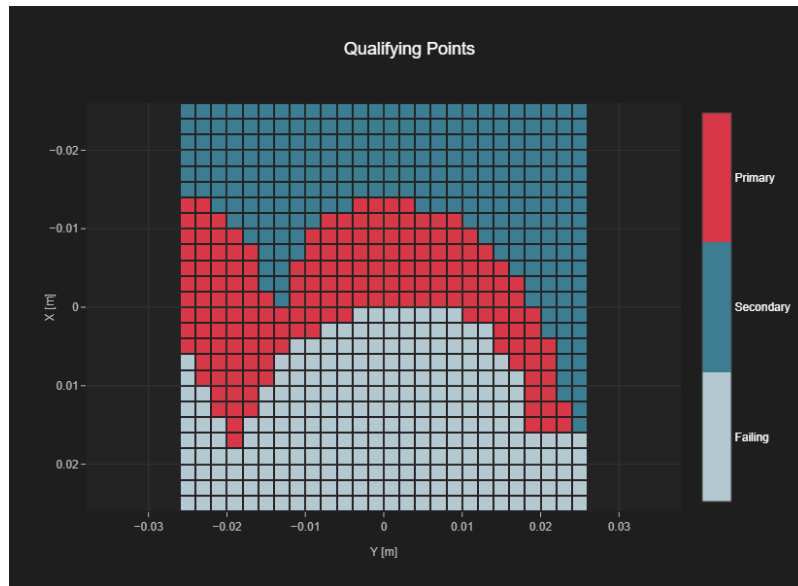 Qualifying Points
−0.02
−0.01
0
0.01
0.02
X [m]
−0.03
−0.02
−0.01
0
0.01
0.02
0.03
Y [m]
Primary
Secondary
Failing